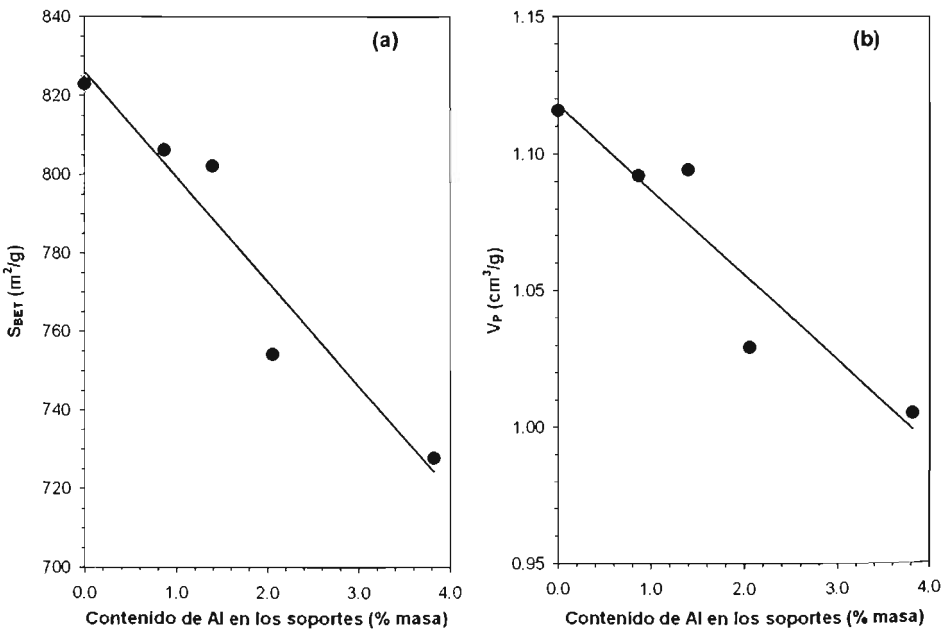 (a)
840
820
800
780
760
740
720
700
S_BET (m²/g)
0.0 1.0 2.0 3.0 4.0
Contenido de Al en los soportes (% masa)
(b)
1.15
1.10
1.05
1.00
0.95
V_P (cm³/g)
0.0 1.0 2.0 3.0 4.0
Contenido de Al en los soportes (% masa)